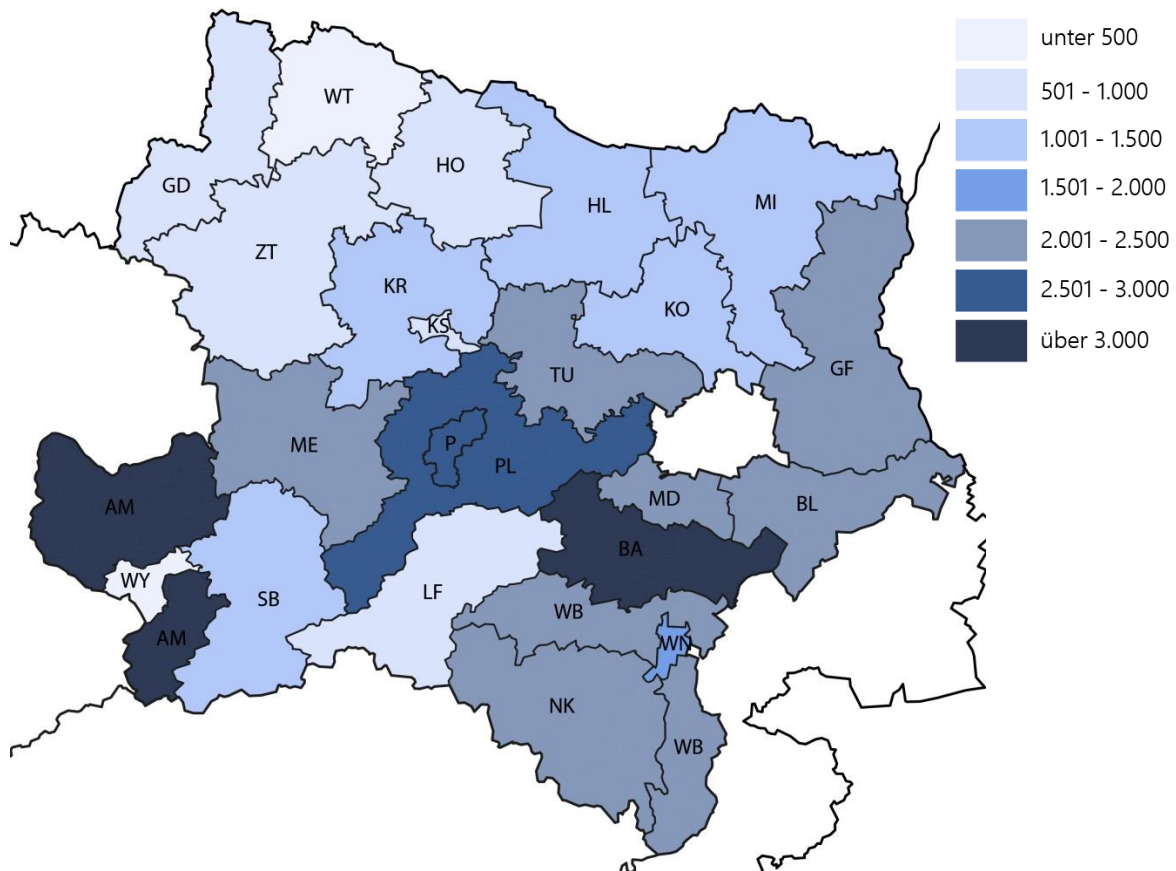 unter 500
501 - 1.000
1.001 - 1.500
1.501 - 2.000
2.001 - 2.500
2.501 - 3.000
über 3.000
WT
HO
GD
HL
MI
ZT
KR
KO
KS
TU
GF
ME
P
PL
AM
MD
BL
BA
WY
SB
LF
WB
AM
WN
NK
WB